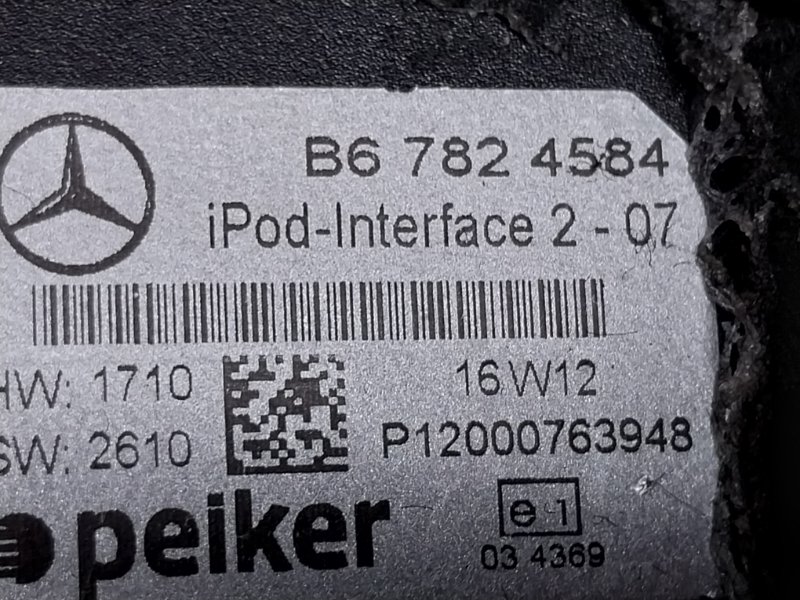 B6 782 4584
iPod-Interface 2 - 07
HW: 1710
16W12
SW: 2610
P12000763948
peiker
e 1
03 4369